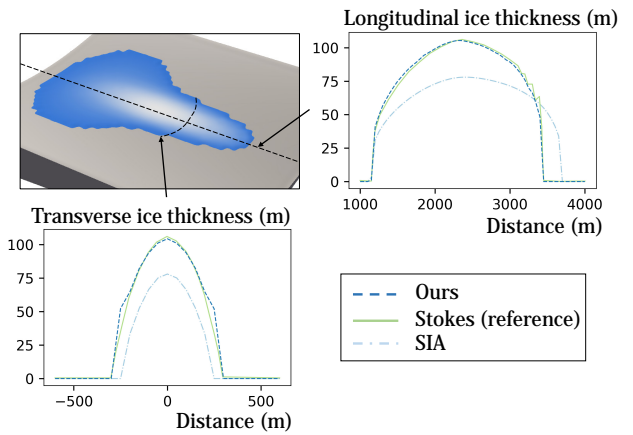 Longitudinal ice thickness (m)
100
75
50
25
0
1000 2000 3000 4000
Distance (m)
Transverse ice thickness (m)
100
75
50
25
0
−500 0 500
Distance (m)
Ours
Stokes (reference)
SIA